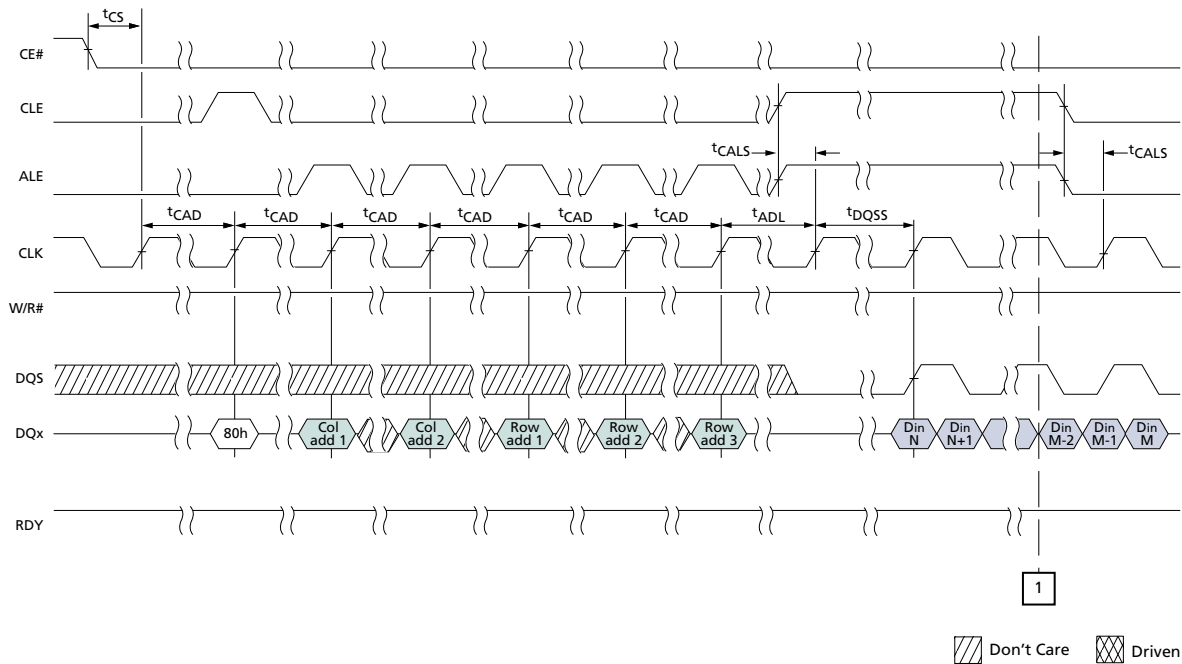 tCS
CE#
CLE
tCALS
tCALS
ALE
tCAD
tCAD
tCAD
tCAD
tCAD
tCAD
tADL
tDQSS
CLK
W/R#
DQS
DQx
80h
Col
add 1
Col
add 2
Row
add 1
Row
add 2
Row
add 3
Din
N
Din
N+1
Din
M-2
Din
M-1
Din
M
RDY
1
Don't Care
Driven